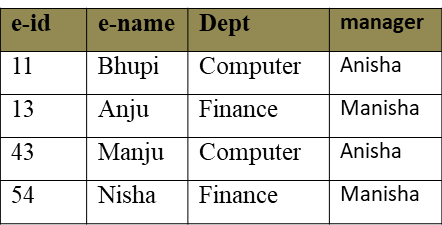 e-id e-name Dept manager
11 Bhupi Computer Anisha
13 Anju Finance Manisha
43 Manju Computer Anisha
54 Nisha Finance Manisha